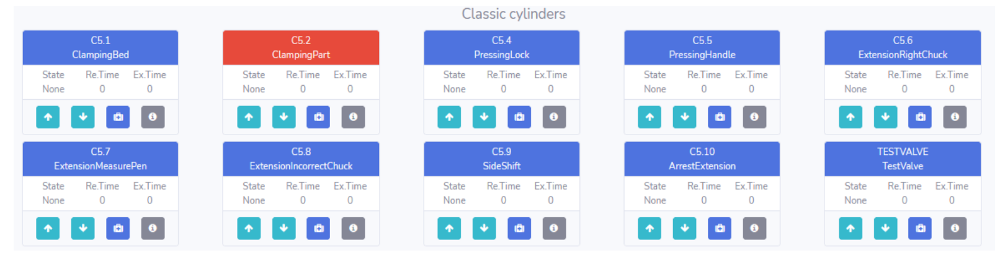 Classic cylinders
C5.1 C5.2 C5.4 C5.5 C5.6
ClampingBed ClampingPart PressingLock PressingHandle ExtensionRightChuck
State Re.Time Ex.Time State Re.Time Ex.Time State Re.Time Ex.Time State Re.Time Ex.Time State Re.Time Ex.Time
None 0 0 None 0 0 None 0 0 None 0 0 None 0 0
C5.7 C5.8 C5.9 C5.10 TESTVALVE
ExtensionMeasurePen ExtensionIncorrectChuck SideShift ArrestExtension TestValve
State Re.Time Ex.Time State Re.Time Ex.Time State Re.Time Ex.Time State Re.Time Ex.Time State Re.Time Ex.Time
None 0 0 None 0 0 None 0 0 None 0 0 None 0 0